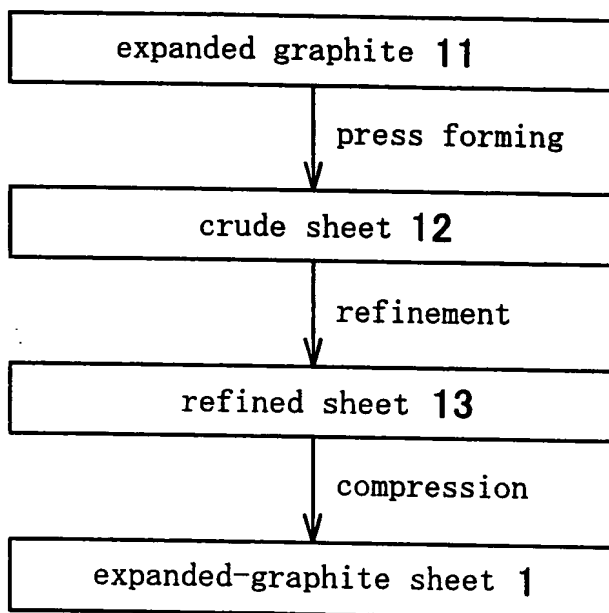 expanded graphite 11
press forming
crude sheet 12
refinement
refined sheet 13
compression
expanded-graphite sheet 1